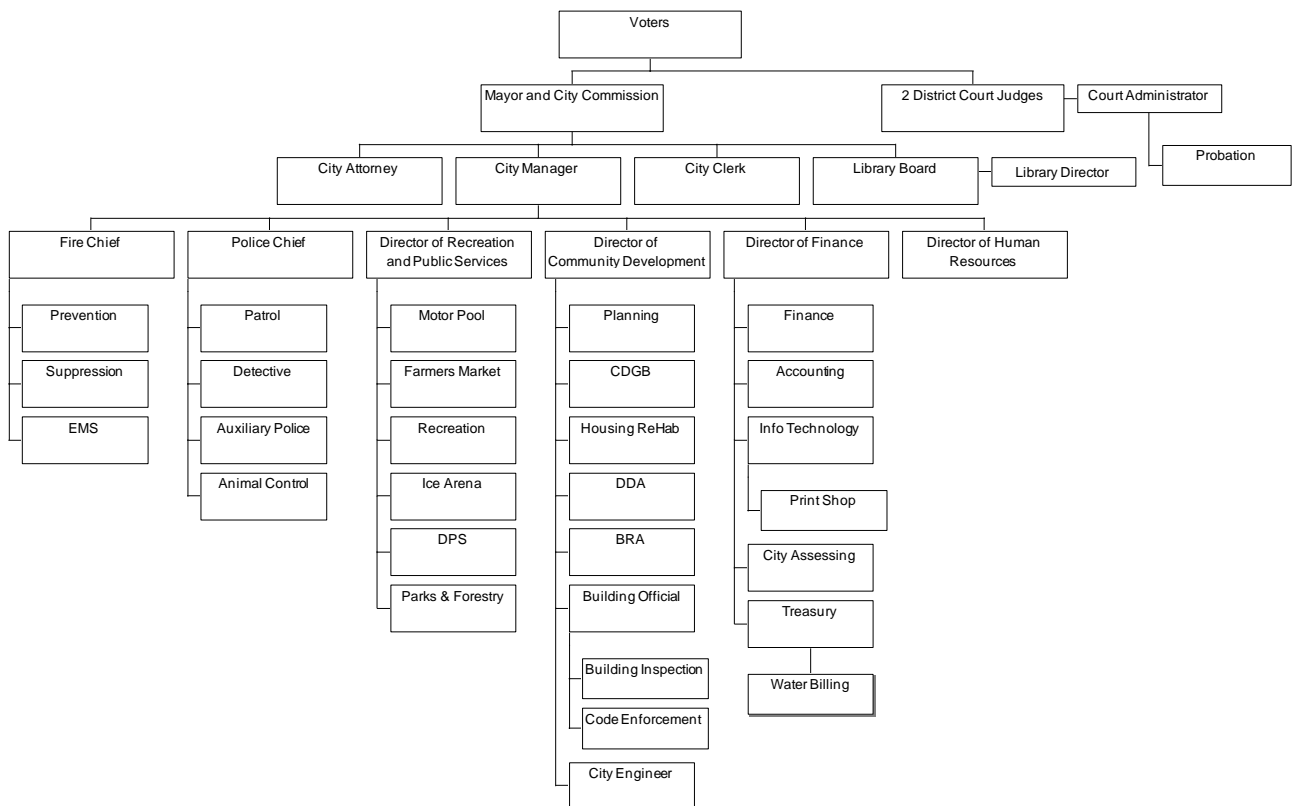 Voters
Mayor and City Commission
2 District Court Judges
Court Administrator
Probation
City Attorney
City Manager
City Clerk
Library Board
Library Director
Fire Chief
Police Chief
Director of Recreation
and Public Services
Director of
Community Development
Director of Finance
Director of Human
Resources
Prevention
Suppression
EMS
Patrol
Detective
Auxiliary Police
Animal Control
Motor Pool
Farmers Market
Recreation
Ice Arena
DPS
Parks & Forestry
Planning
CDGB
Housing ReHab
DDA
BRA
Building Official
Building Inspection
Code Enforcement
City Engineer
Finance
Accounting
Info Technology
Print Shop
City Assessing
Treasury
Water Billing